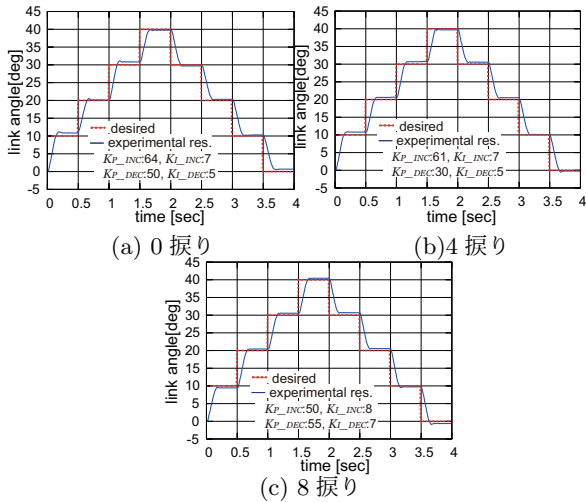 45
40
35
30
25
20
15
10
5
0
-5
link angle[deg]
desired
experimental res.
KP_INC:64, KI_INC:7
KP_DEC:50, KI_DEC:5
0 0.5 1 1.5 2 2.5 3 3.5 4
time [sec]
(a) 0 捩り
45
40
35
30
25
20
15
10
5
0
-5
link angle[deg]
desired
experimental res.
KP_INC:61, KI_INC:7
KP_DEC:30, KI_DEC:5
0 0.5 1 1.5 2 2.5 3 3.5 4
time [sec]
(b)4 捩り
45
40
35
30
25
20
15
10
5
0
-5
link angle[deg]
desired
experimental res.
KP_INC:50, KI_INC:8
KP_DEC:55, KI_DEC:7
0 0.5 1 1.5 2 2.5 3 3.5 4
time [sec]
(c) 8 捩り